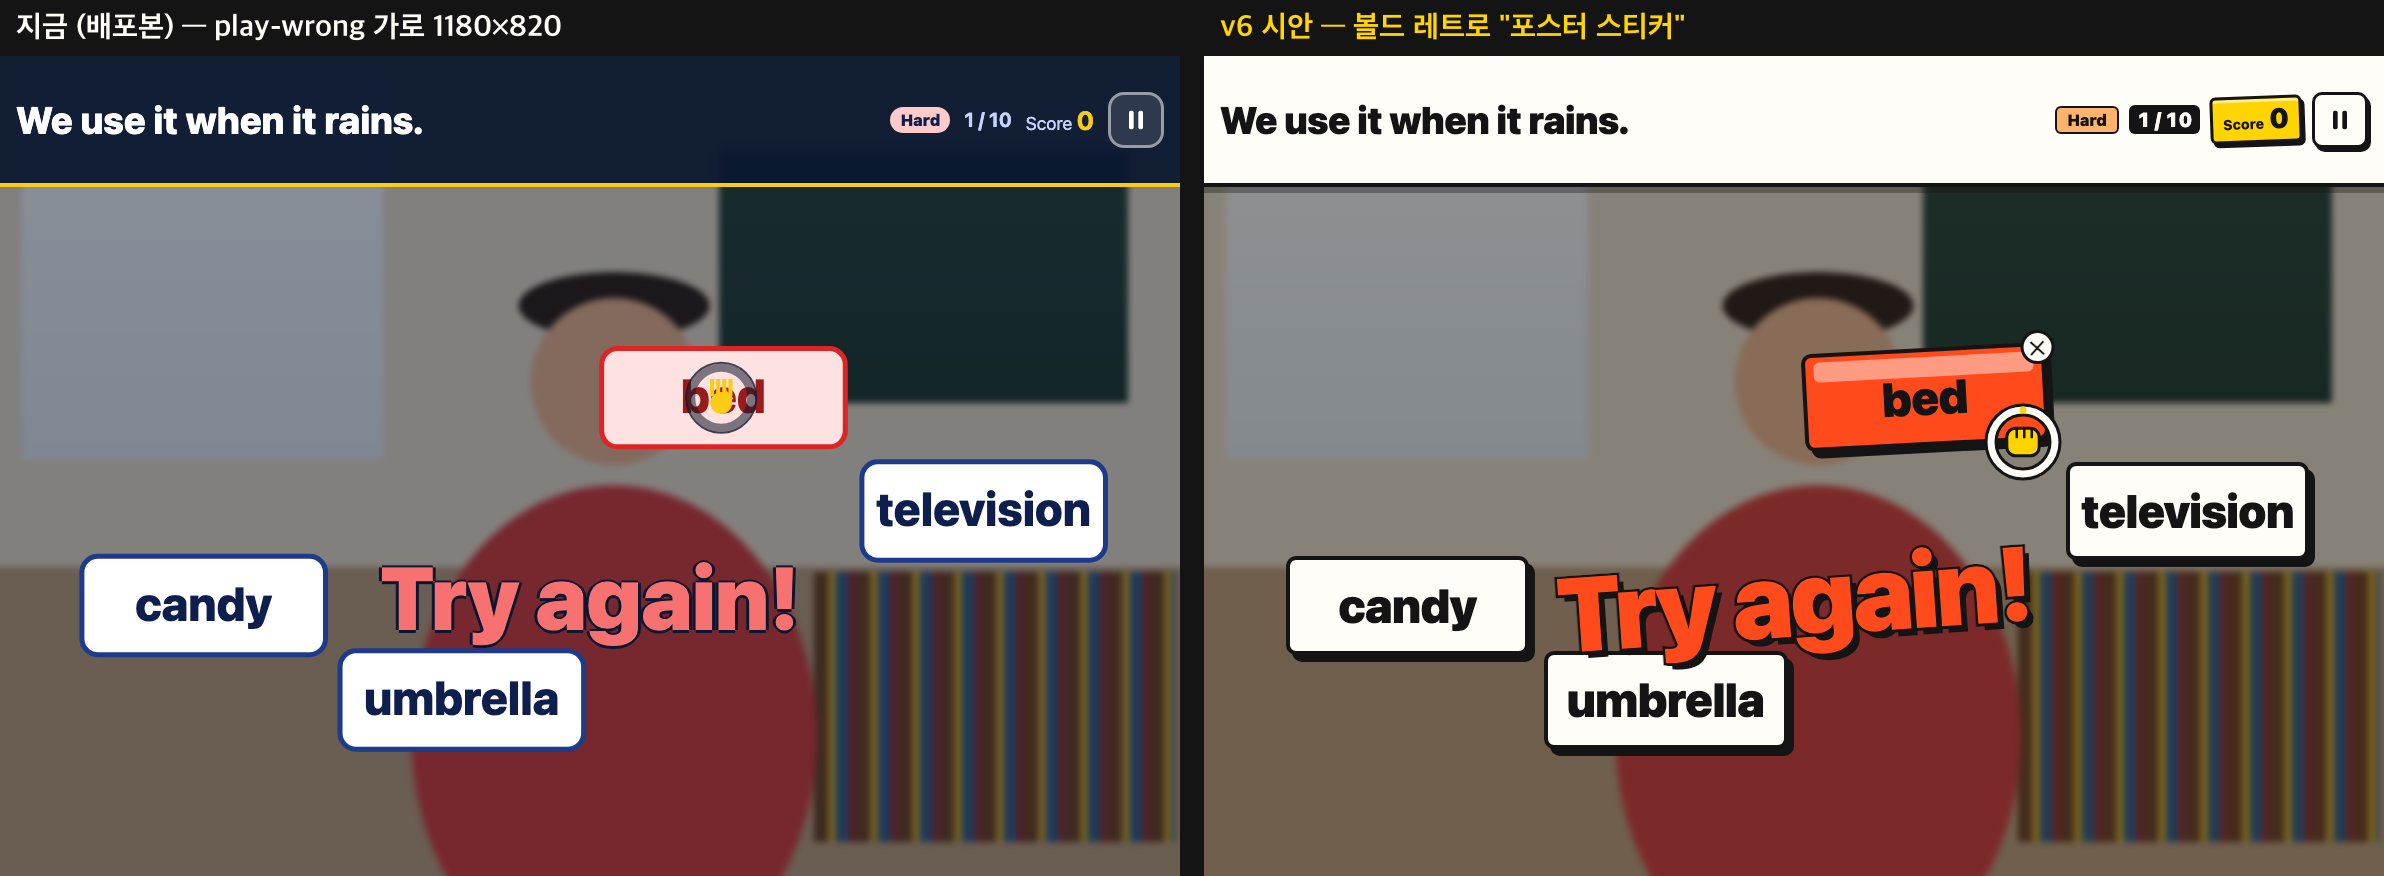 지금 (배포본) — play-wrong 가로 1180×820
We use it when it rains.
Hard 1/10 Score 0
bed
television
candy
Try again!
umbrella
v6 시안 — 볼드 레트로 "포스터 스티커"
We use it when it rains.
Hard 1/10 Score 0
bed
television
candy
Try again!
umbrella